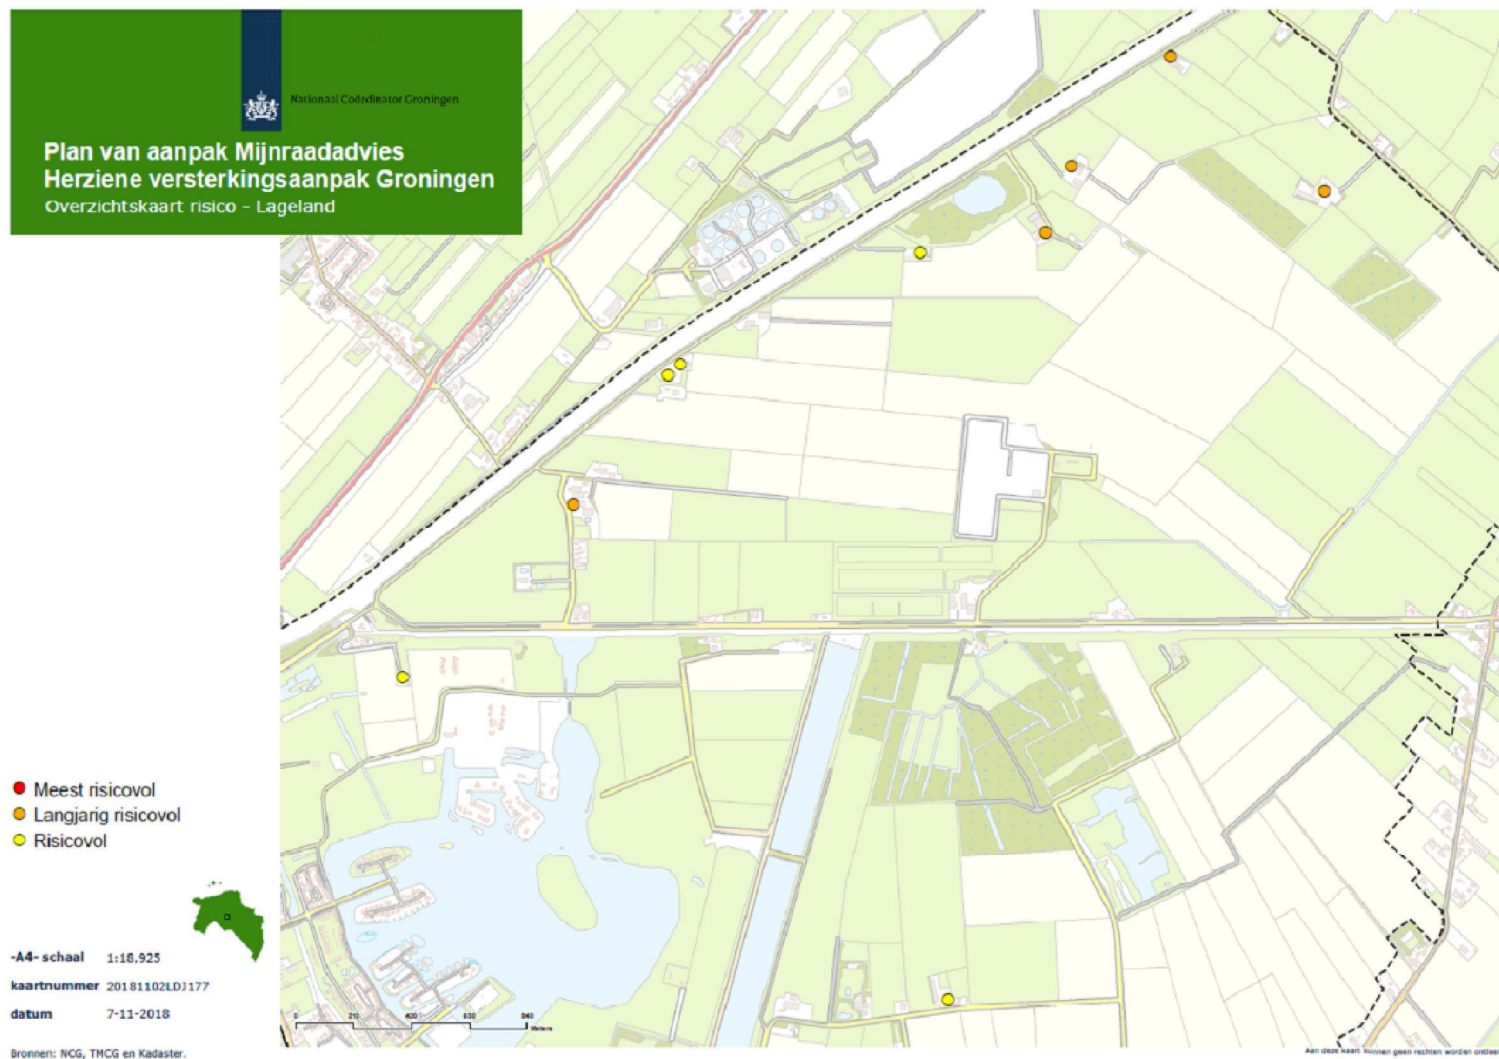 Nationaal Coördinator Groningen
Plan van aanpak Mijnraadadvies
Herziene versterkingsaanpak Groningen
Overzichtskaart risico - Lageland
Meest risicovol
Langjarig risicovol
Risicovol
-A4- schaal 1:18.925
kaartnummer 20181102LDJ177
datum 7-11-2018
Bronnen: NCG, TMCG en Kadaster.
0 210 420 630 840
Meters
Aan deze kaart kunnen geen rechten worden ontleen